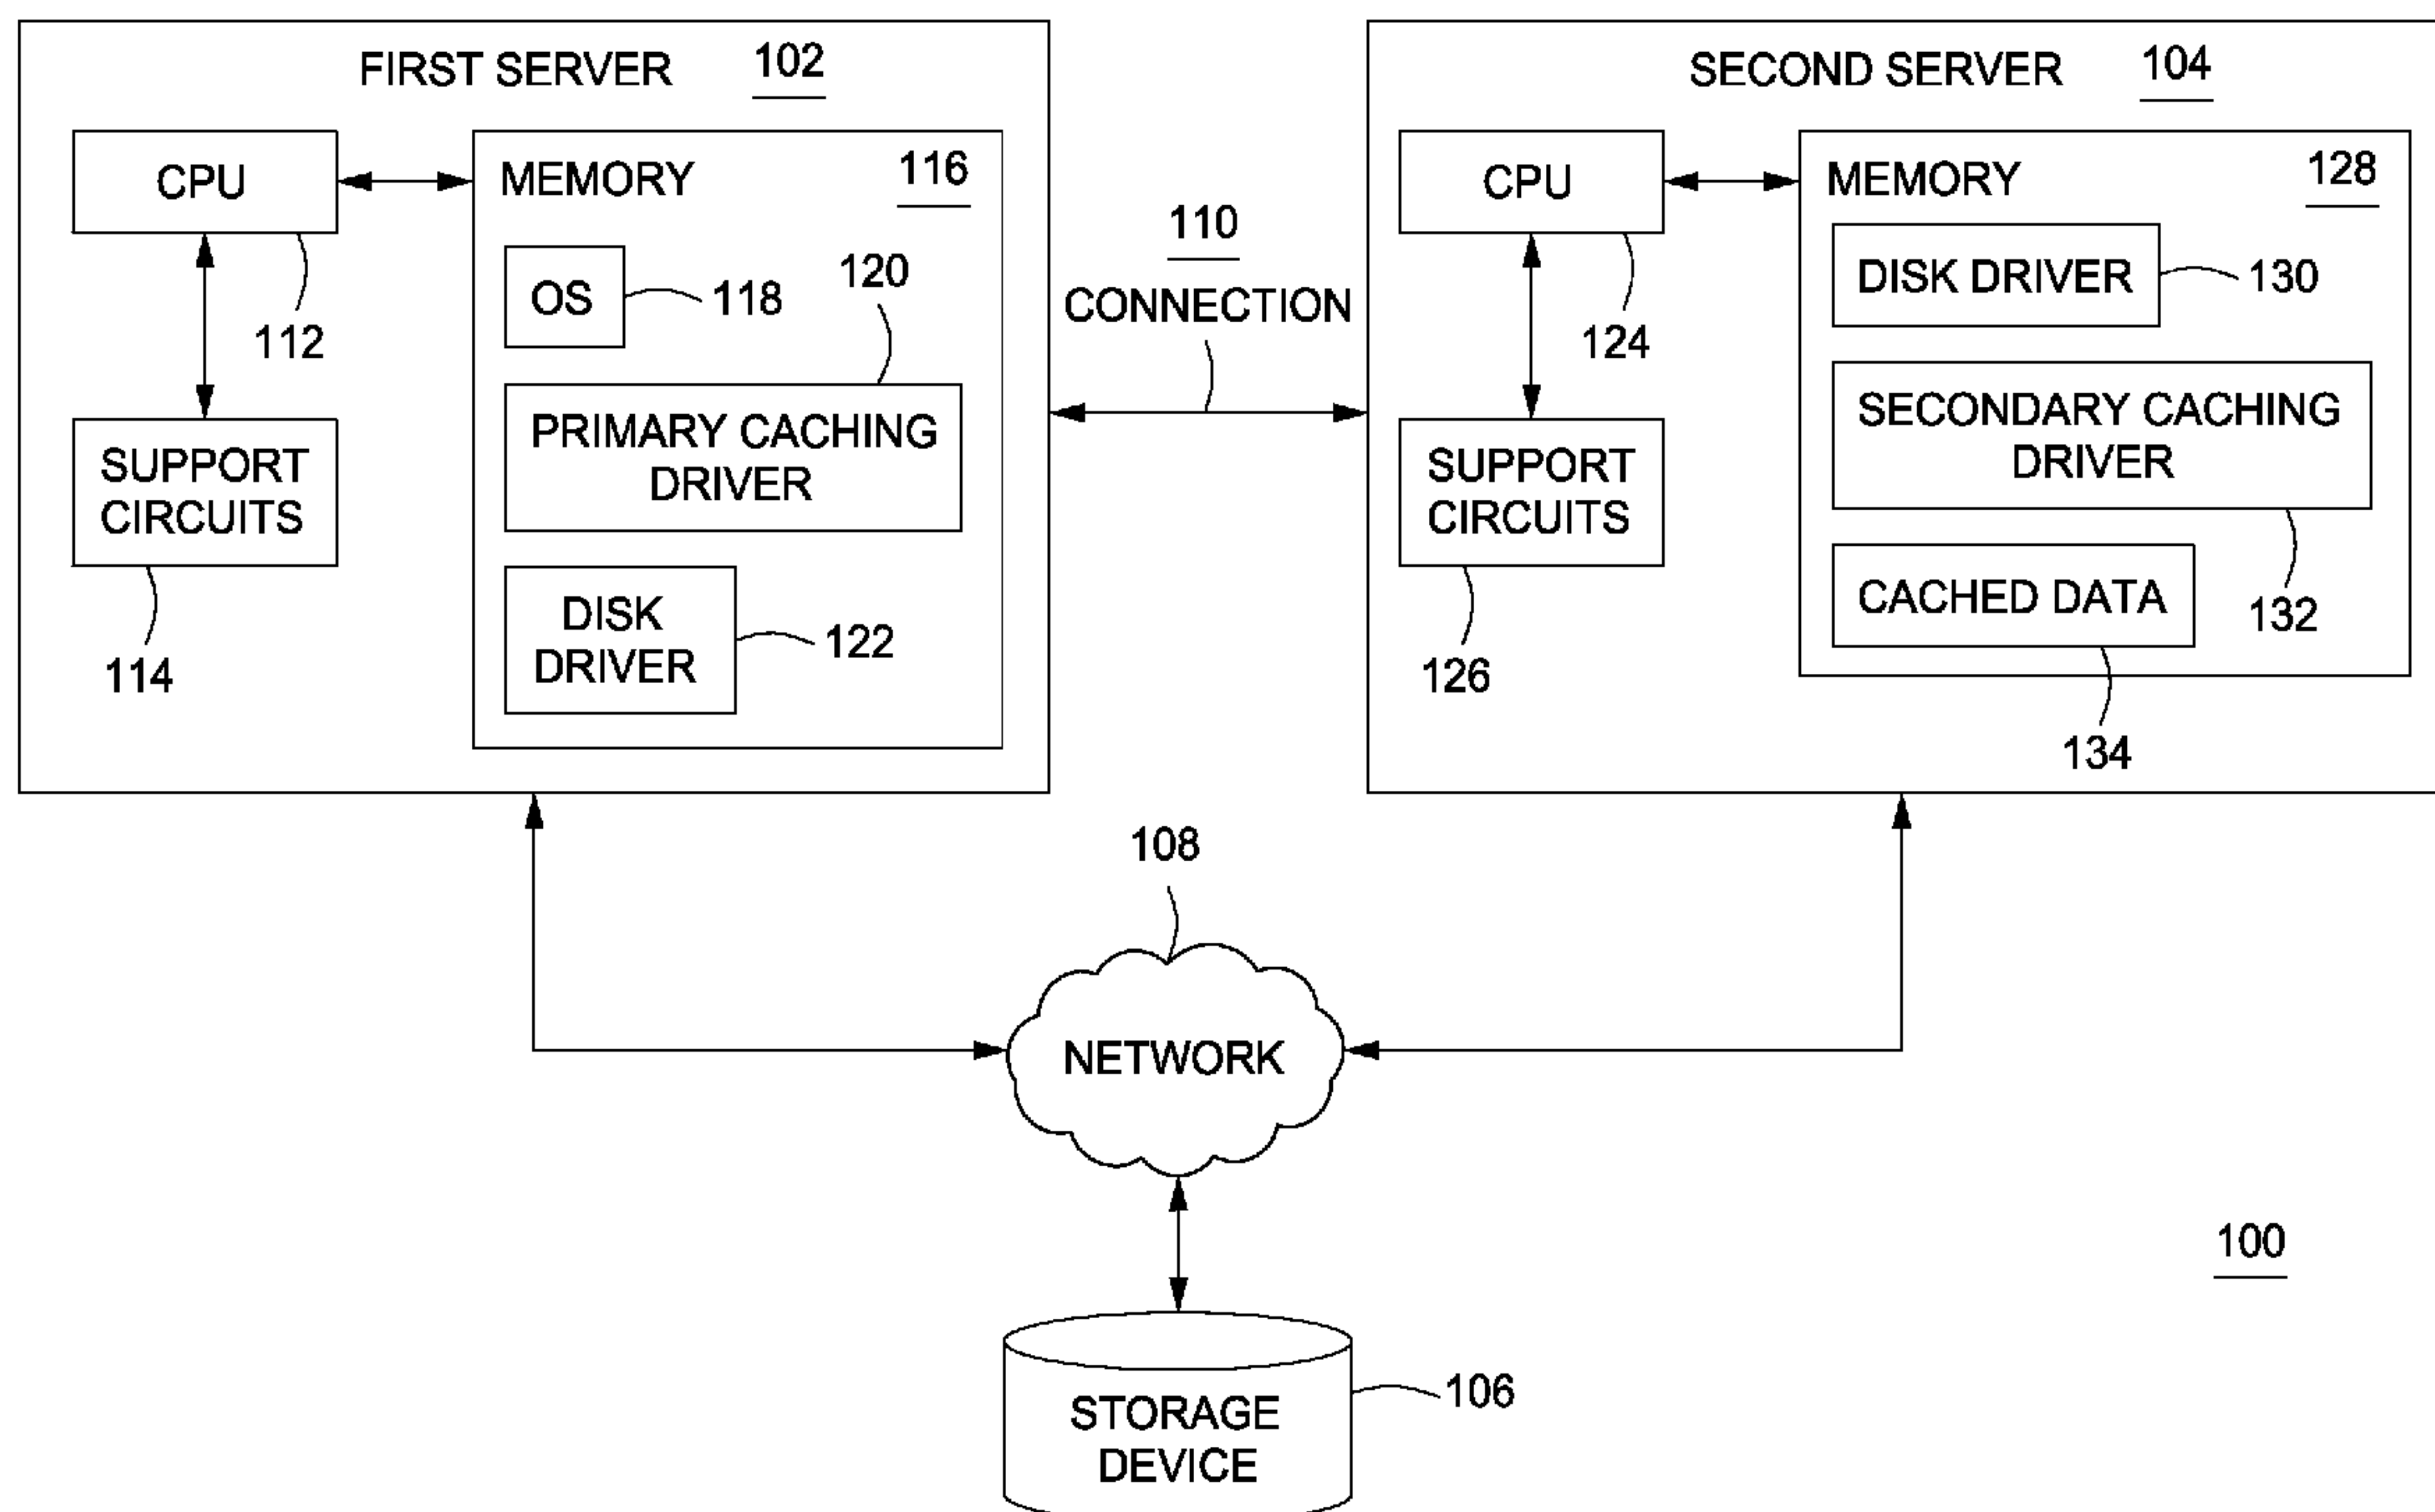 FIRST SERVER 102
CPU
112
SUPPORT
CIRCUITS
114
MEMORY 116
OS
118
120
PRIMARY CACHING
DRIVER
DISK
DRIVER
122
110
CONNECTION
SECOND SERVER 104
CPU
124
SUPPORT
CIRCUITS
126
MEMORY 128
DISK DRIVER
130
SECONDARY CACHING
DRIVER
132
CACHED DATA
134
108
NETWORK
STORAGE
DEVICE
106
100